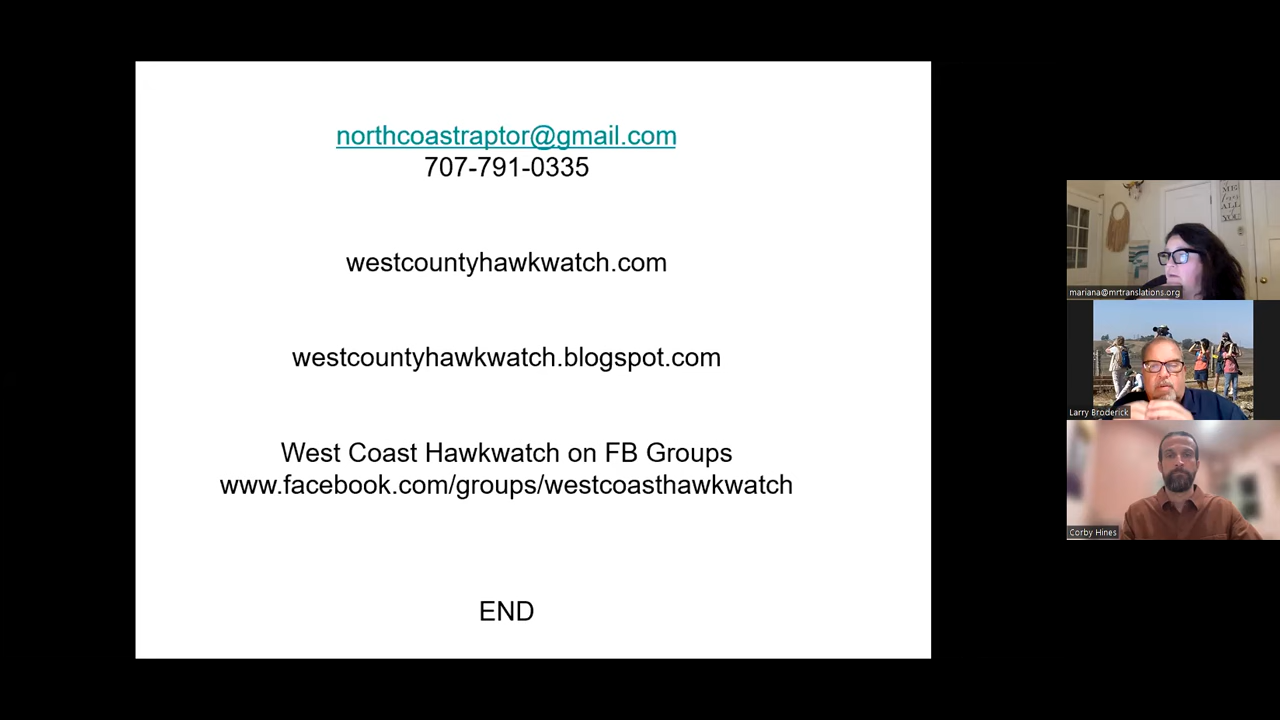 northcoastraptor@gmail.com
707-791-0335
westcountyhawkwatch.com
westcountyhawkwatch.blogspot.com
West Coast Hawkwatch on FB Groups
www.facebook.com/groups/westcoasthawkwatch
END
mariana@mrtranslations.org
Larry Broderick
Corby Hines